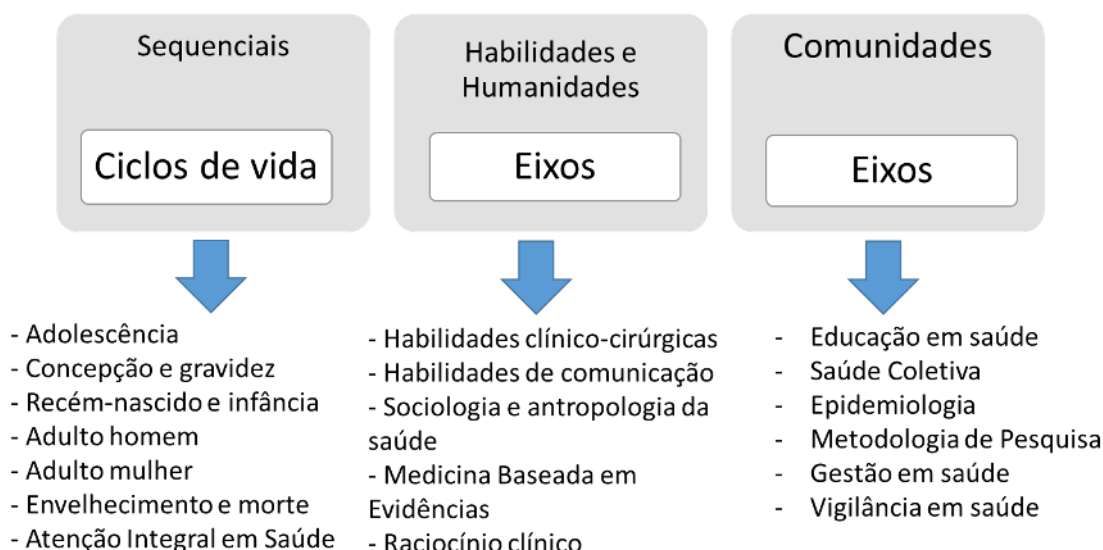 Sequenciais
Ciclos de vida
- Adolescência
- Concepção e gravidez
- Recém-nascido e infância
- Adulto homem
- Adulto mulher
- Envelhecimento e morte
- Atenção Integral em Saúde
Habilidades e
Humanidades
Eixos
- Habilidades clínico-cirúrgicas
- Habilidades de comunicação
- Sociologia e antropologia da
saúde
- Medicina Baseada em
Evidências
- Raciocínio clínico
Comunidades
Eixos
- Educação em saúde
- Saúde Coletiva
- Epidemiologia
- Metodologia de Pesquisa
- Gestão em saúde
- Vigilância em saúde